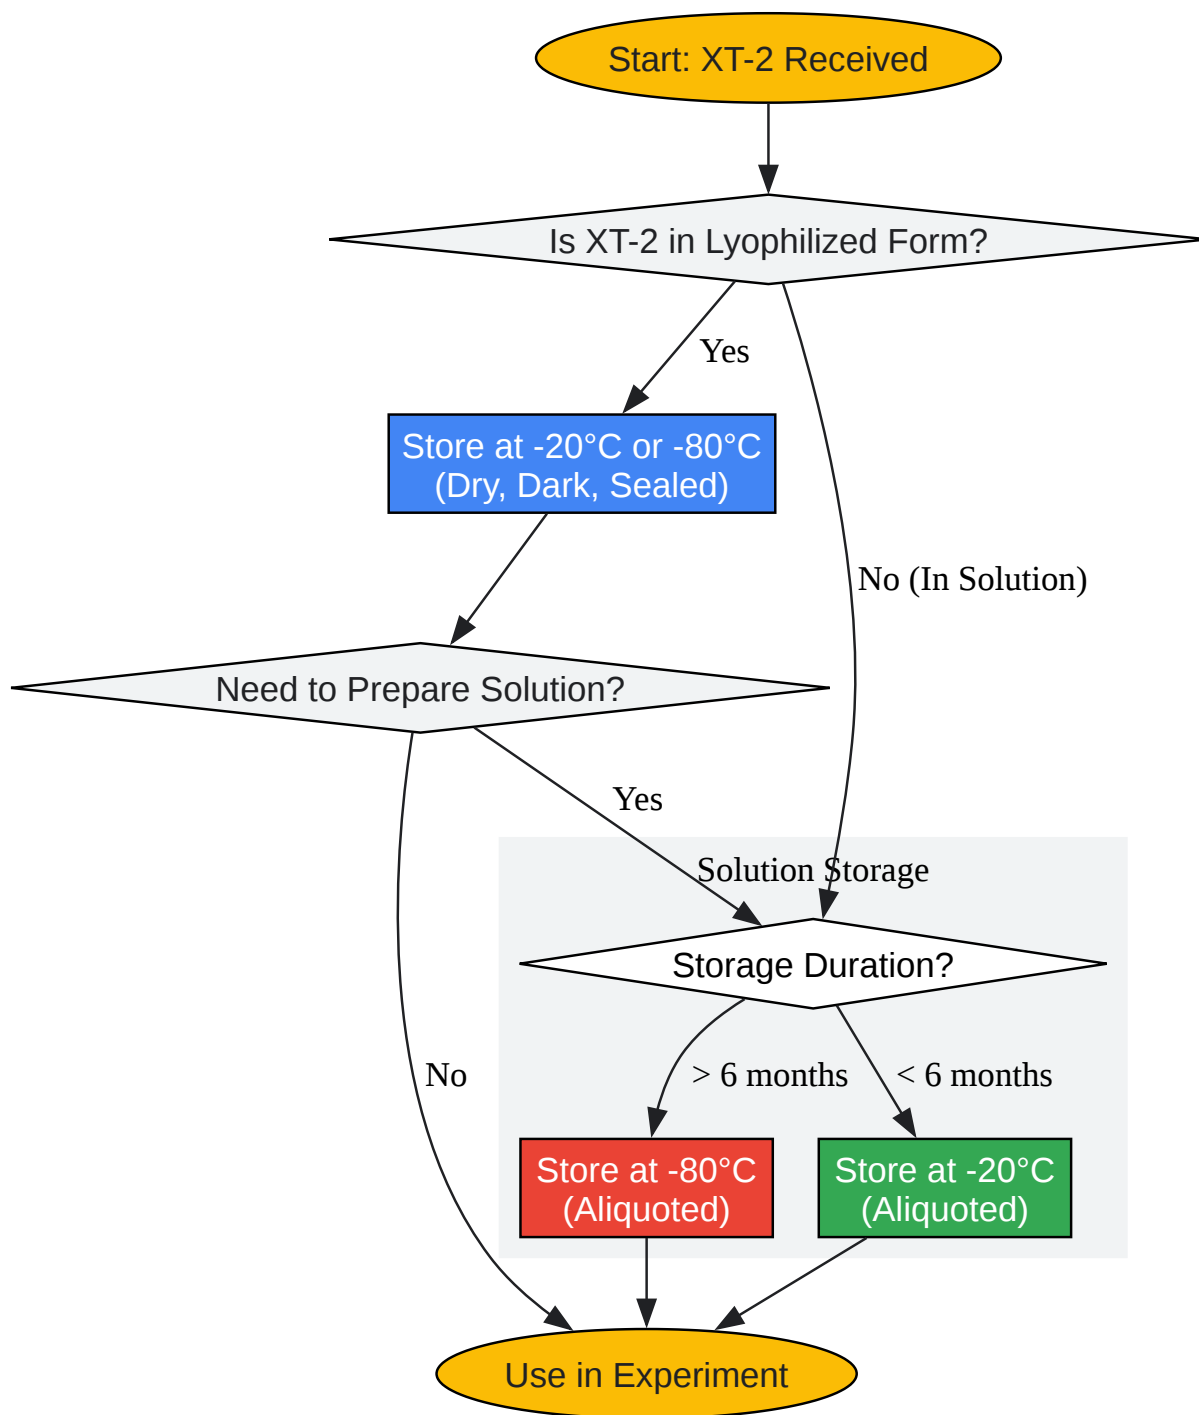 Start: XT-2 Received
Is XT-2 in Lyophilized Form?
Yes
Store at -20°C or -80°C
(Dry, Dark, Sealed)
No (In Solution)
Need to Prepare Solution?
Yes
Solution Storage
Storage Duration?
No
> 6 months
< 6 months
Store at -80°C
(Aliquoted)
Store at -20°C
(Aliquoted)
Use in Experiment